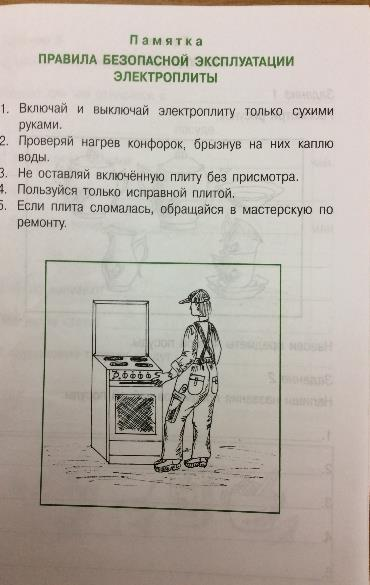 Памятка
ПРАВИЛА БЕЗОПАСНОЙ ЭКСПЛУАТАЦИИ
ЭЛЕКТРОПЛИТЫ
1. Включай и выключай электроплиту только сухими
руками.
2. Проверяй нагрев конфорок, брызнув на них каплю
воды.
3. Не оставляй включённую плиту без присмотра.
4. Пользуйся только исправной плитой.
5. Если плита сломалась, обращайся в мастерскую по
ремонту.